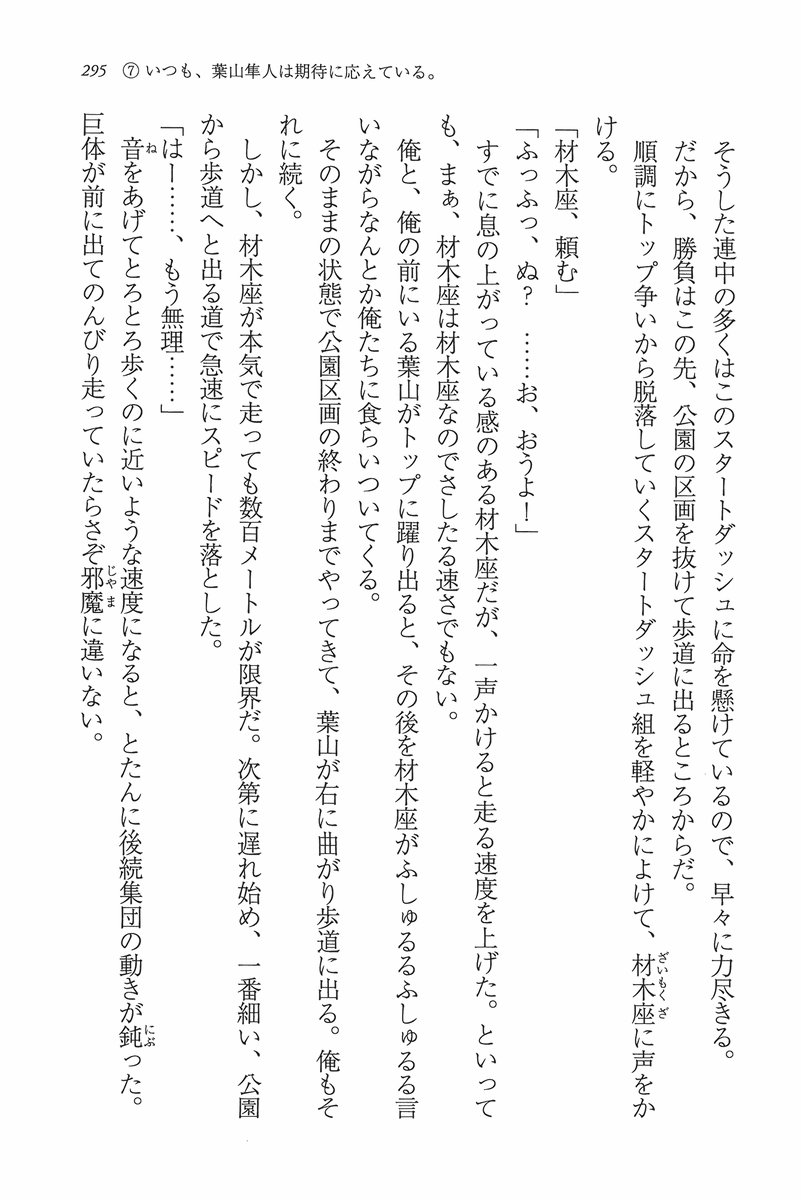 295 ⑦いつも、葉山隼人は期待に応えている。
そうした連中の多くはこのスタートダッシュに命を懸けているので、早々に力尽きる。
だから、勝負はこの先、公園の区画を抜けて歩道に出るところからだ。
順調にトップ争いから脱落していくスタートダッシュ組を軽やかによけて、材木座に声をか
ける。
「材木座、頼む」
「ふっふっ、ぬ？　……お、おうよ！」
すでに息の上がっている感のある材木座だが、一声かけると走る速度を上げた。といって
も、まぁ、材木座は材木座なのでさしたる速さでもない。
俺と、俺の前にいる葉山がトップに躍り出ると、その後を材木座がふしゅるるふしゅるる言
いながらなんとか俺たちに食らいついてくる。
そのままの状態で公園区画の終わりまでやってきて、葉山が右に曲がり歩道に出る。俺もそ
れに続く。
しかし、材木座が本気で走っても数百メートルが限界だ。次第に遅れ始め、一番細い、公園
から歩道へと出る道で急速にスピードを落とした。
「はー……、もう無理……」
音をあげてとろとろ歩くのに近いような速度になると、とたんに後続集団の動きが鈍った。
巨体が前に出てのんびり走っていたらさぞ邪魔に違いない。